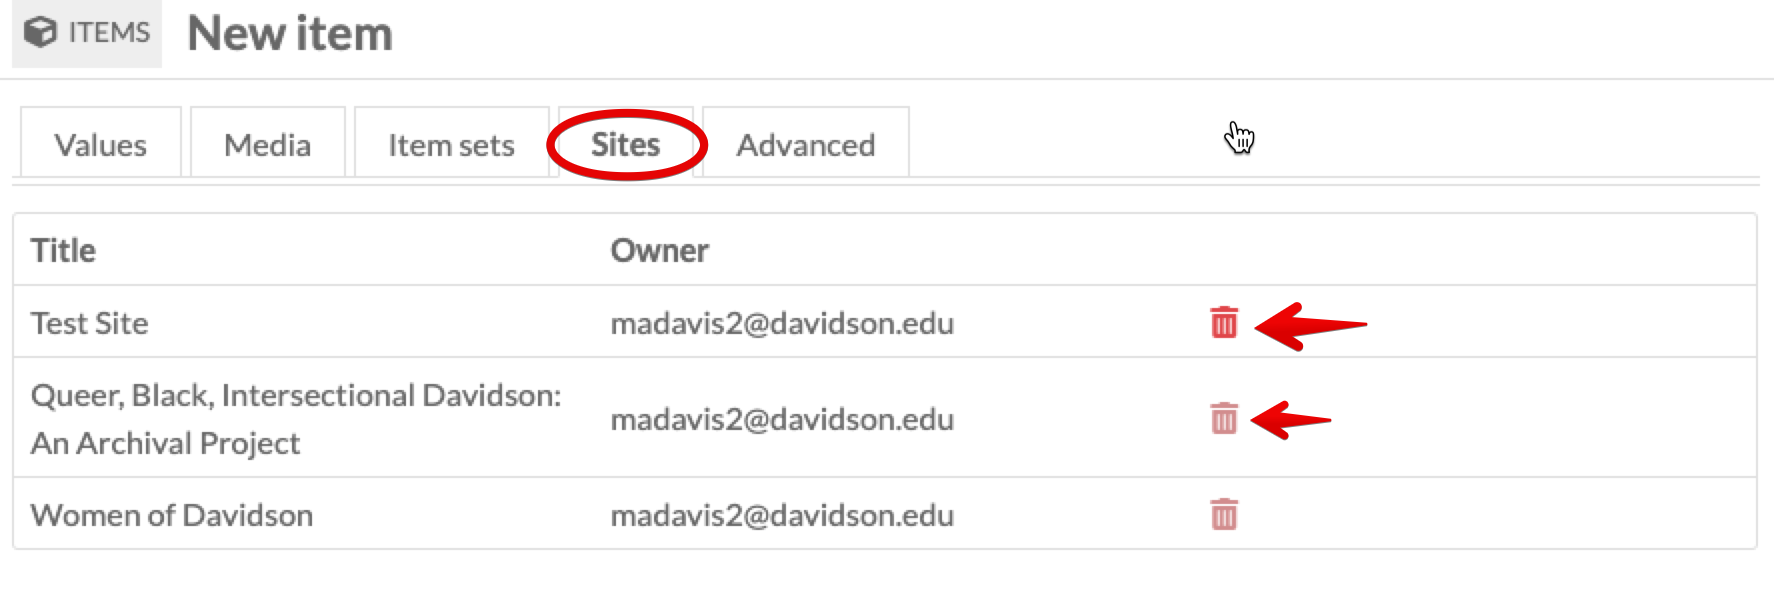 ITEMS New item
Values Media Item sets Sites Advanced
Title Owner
Test Site madavis2@davidson.edu
Queer, Black, Intersectional Davidson:
An Archival Project madavis2@davidson.edu
Women of Davidson madavis2@davidson.edu